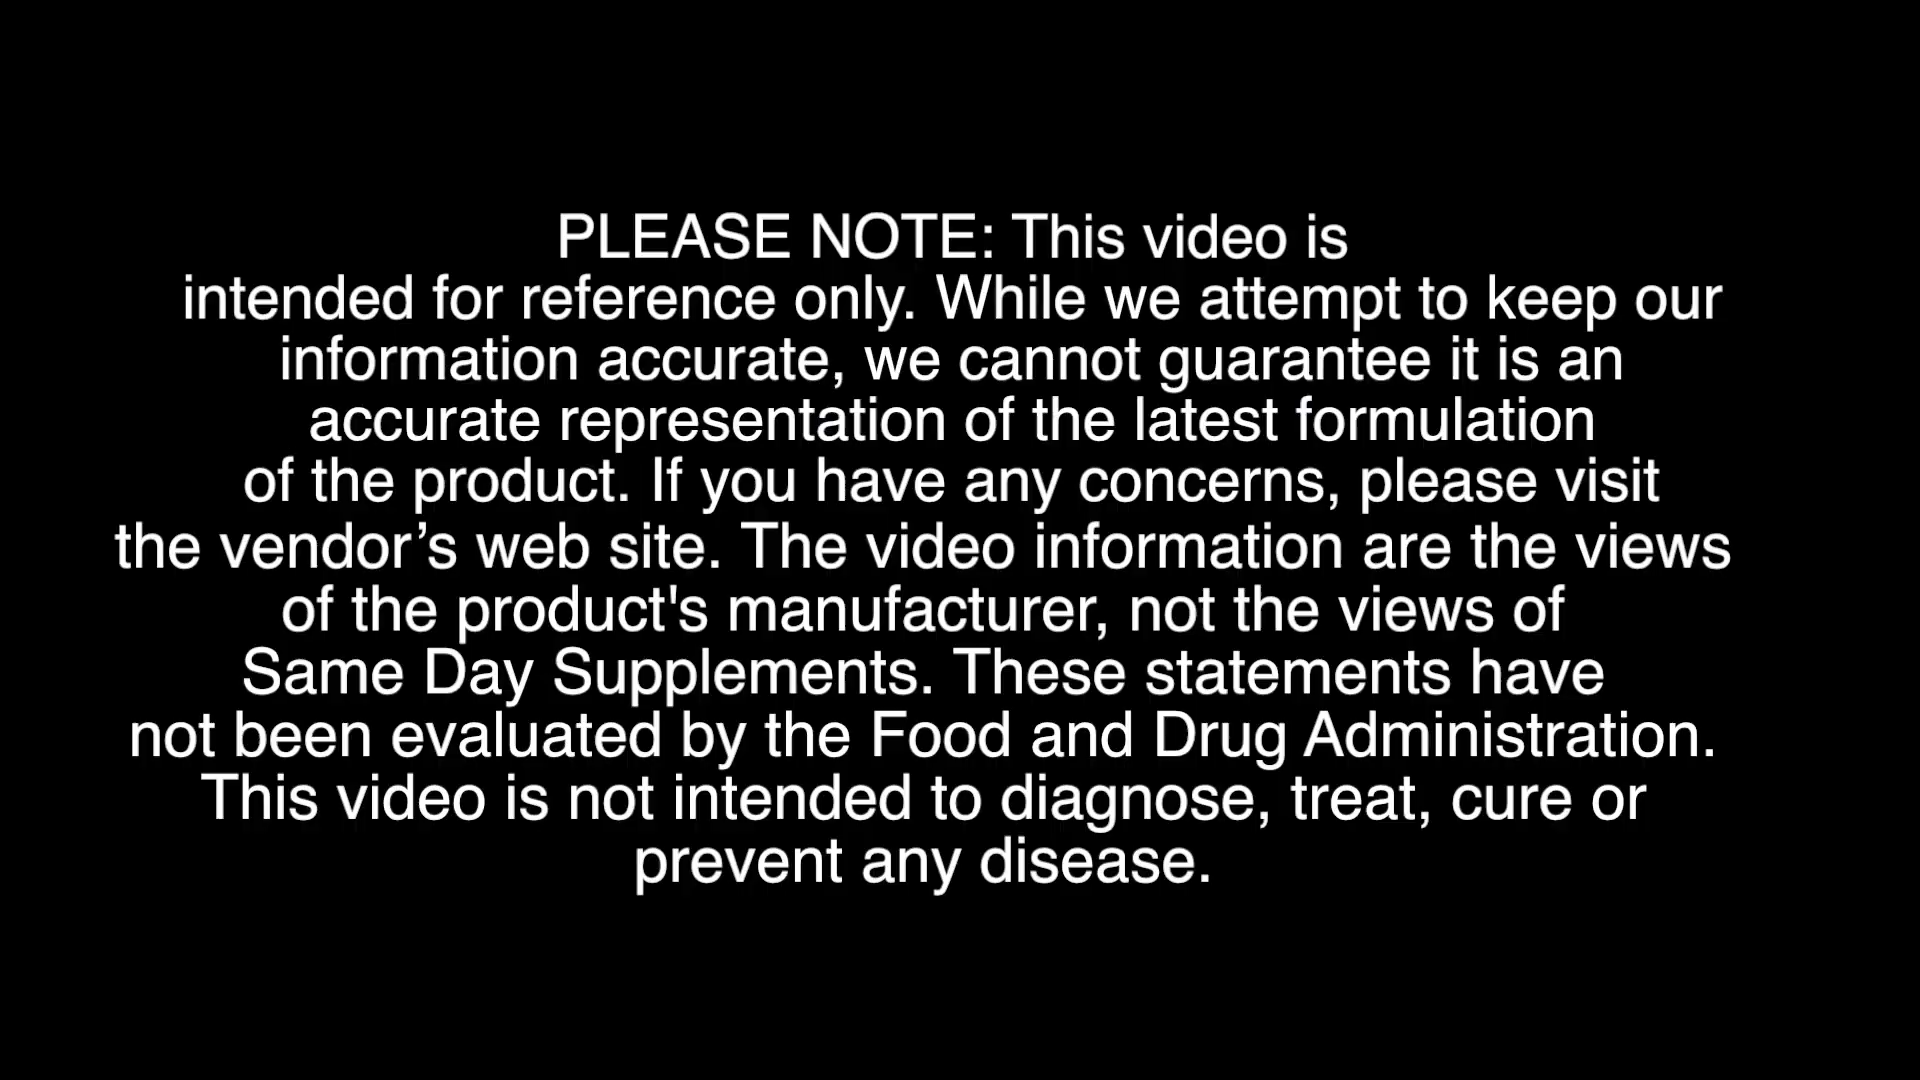 PLEASE NOTE: This video is
intended for reference only. While we attempt to keep our
information accurate, we cannot guarantee it is an
accurate representation of the latest formulation
of the product. If you have any concerns, please visit
the vendor’s web site. The video information are the views
of the product's manufacturer, not the views of
Same Day Supplements. These statements have
not been evaluated by the Food and Drug Administration.
This video is not intended to diagnose, treat, cure or
prevent any disease.